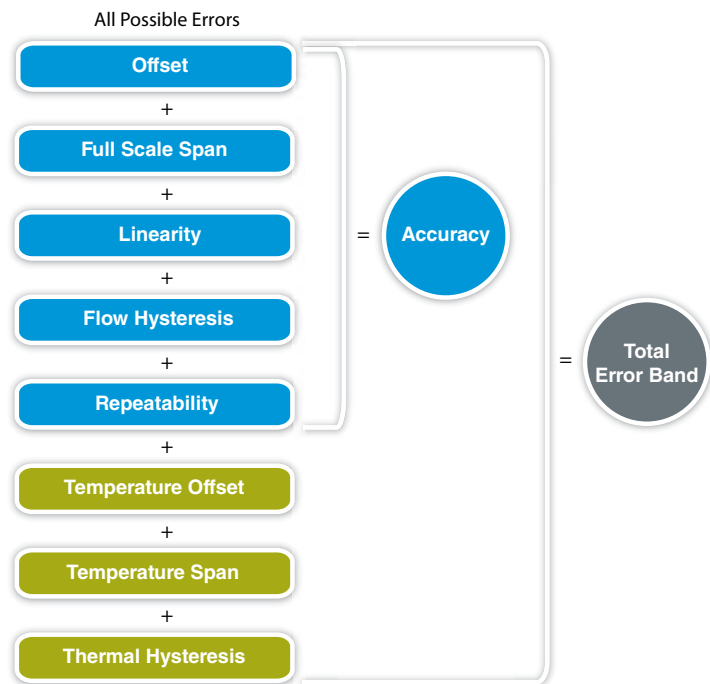 All Possible Errors
Offset
+
Full Scale Span
+
Linearity
= Accuracy
+
Flow Hysteresis
+
= Total
Error Band
Repeatability
+
Temperature Offset
+
Temperature Span
+
Thermal Hysteresis